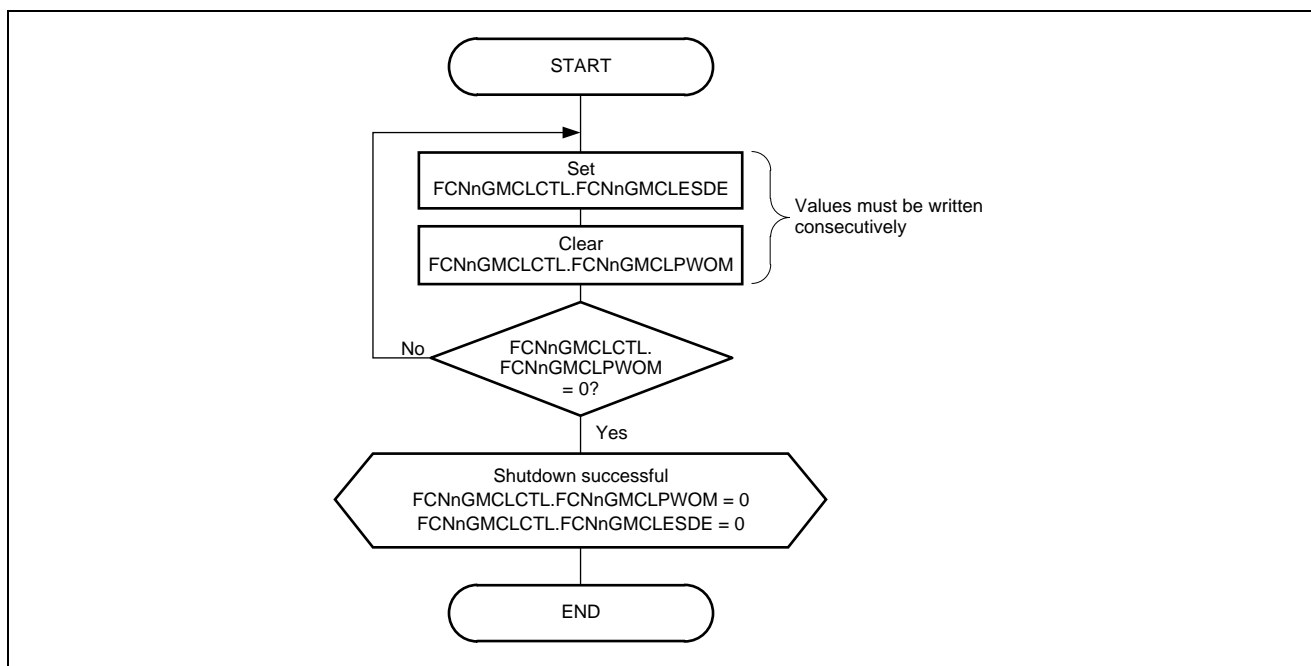 START
Set
FCNnGMCLCTL.FCNnGMCLESDE
Values must be written
consecutively
Clear
FCNnGMCLCTL.FCNnGMCLPWOM
No
FCNnGMCLCTL.
FCNnGMCLPWOM
= 0?
Yes
Shutdown successful
FCNnGMCLCTL.FCNnGMCLPWOM = 0
FCNnGMCLCTL.FCNnGMCLESDE = 0
END